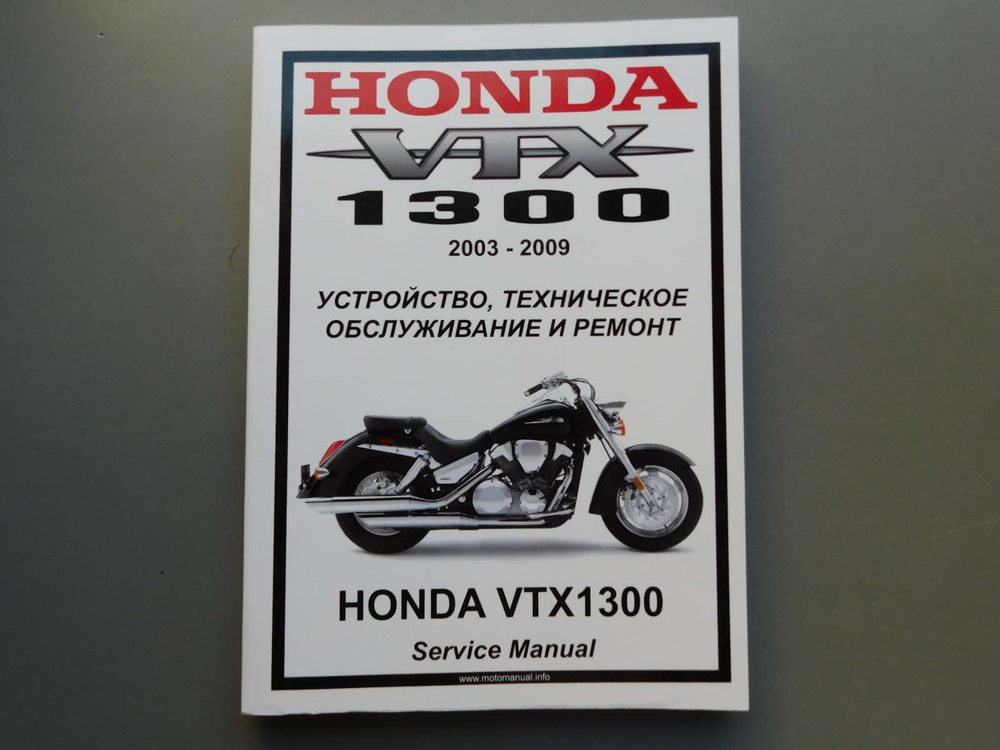 HONDA
VTX
1300
2003 - 2009
УСТРОЙСТВО, ТЕХНИЧЕСКОЕ
ОБСЛУЖИВАНИЕ И РЕМОНТ
HONDA VTX1300
Service Manual
www.motomanual.info